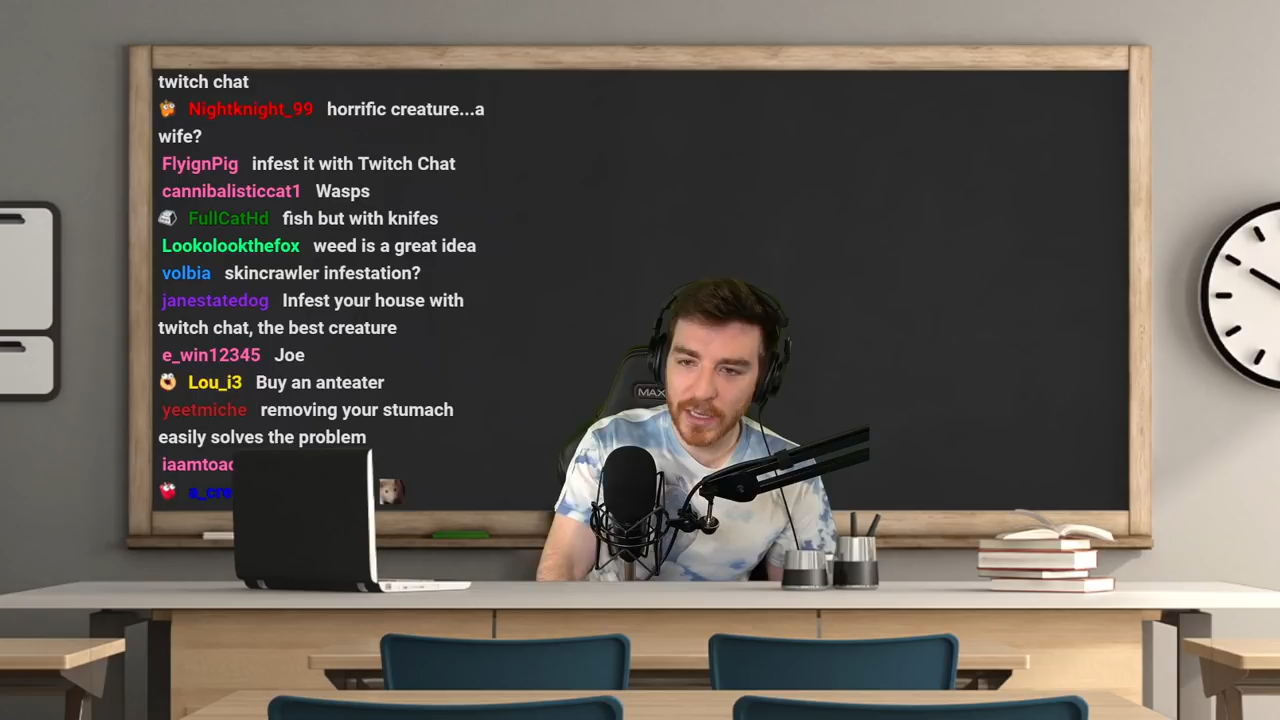 twitch chat
Nightknight_99 horrific creature...a
wife?
FlyignPig infest it with Twitch Chat
cannibalisticcat1 Wasps
FullCatHd fish but with knifes
Lookolookthefox weed is a great idea
volbia skincrawler infestation?
janestatedog Infest your house with
twitch chat, the best creature
e_win12345 Joe
Lou_i3 Buy an anteater
yeetmiche removing your stumach
easily solves the problem
MAX